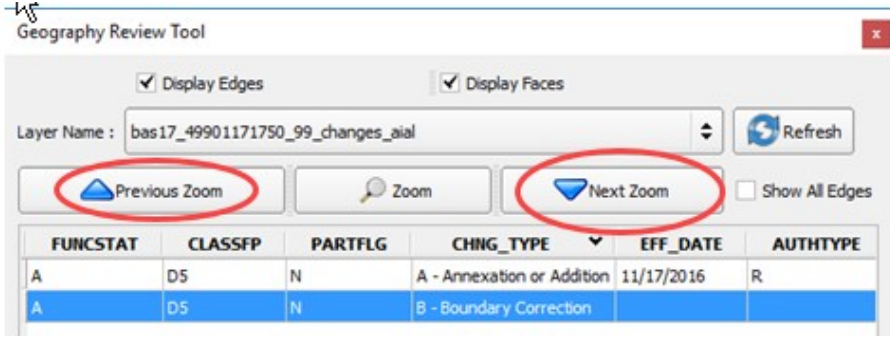 Geography Review Tool x
Display Edges Display Faces
Layer Name : bas17_49901171750_99_changes_aial Refresh
Previous Zoom Zoom Next Zoom Show All Edges
FUNCSTAT CLASSFP PARTFLG CHNG_TYPE EFF_DATE AUTHTYPE
A D5 N A - Annexation or Addition 11/17/2016 R
A D5 N B - Boundary Correction